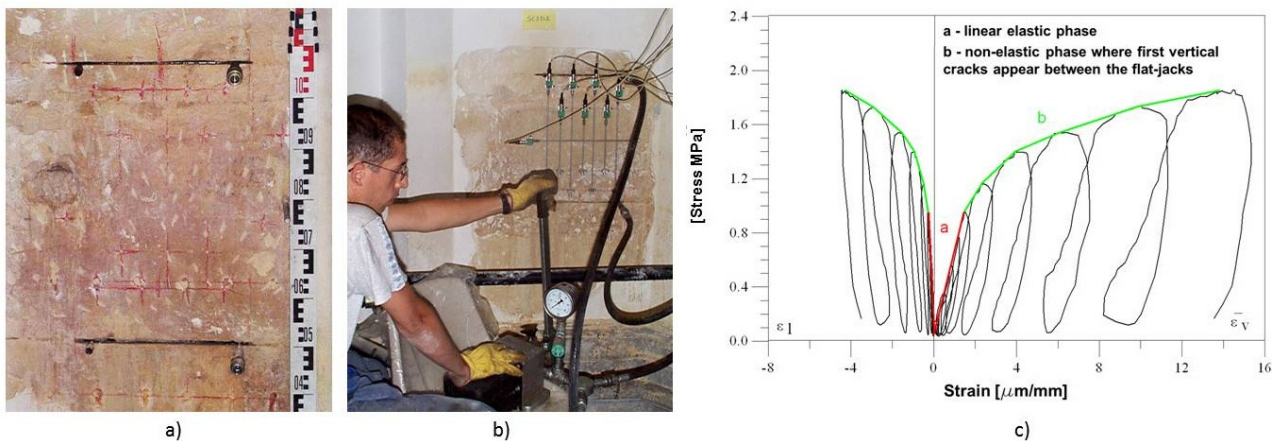 10
09
08
07
06
05
04
a)
b)
2.4
2.0
1.6
1.2
0.8
0.4
0.0
[Stress MPa]
a - linear elastic phase
b - non-elastic phase where first vertical
cracks appear between the flat-jacks
b
a
εl
ε̄v
-8
-4
0
4
8
12
16
Strain [μm/mm]
c)